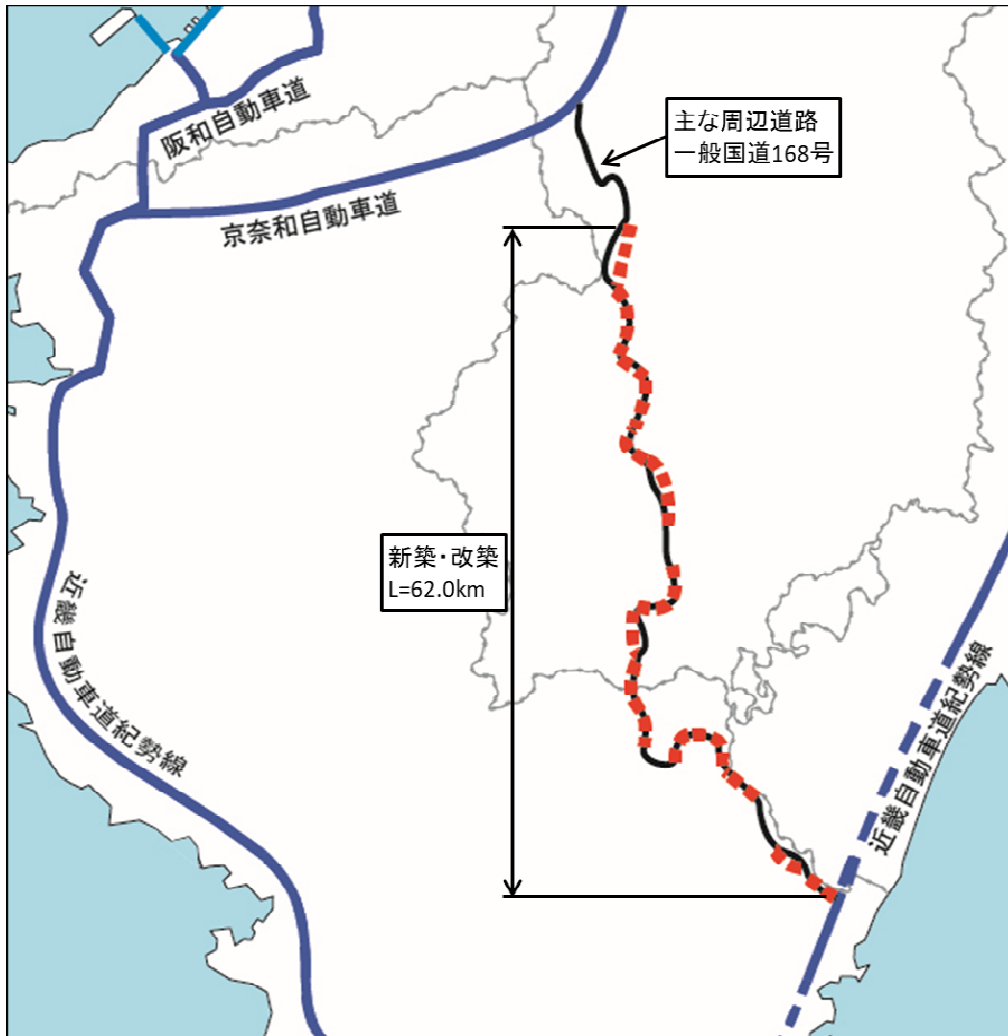 阪和自動車道
主な周辺道路
一般国道168号
京奈和自動車道
新築・改築
L=62.0km
近畿自動車道紀勢線
近畿自動車道紀勢線